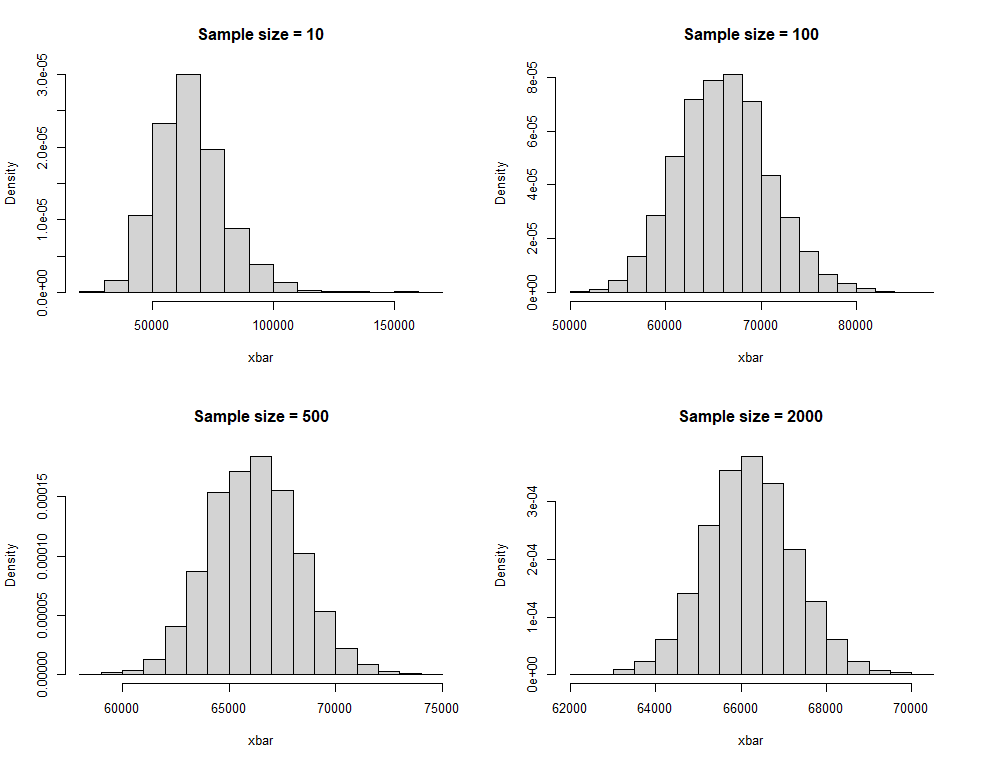 Sample size = 10
3.0e-05
2.0e-05
1.0e-05
0.0e+00
Density
50000 100000 150000
xbar
Sample size = 100
8e-05
6e-05
4e-05
2e-05
0e+00
Density
50000 60000 70000 80000
xbar
Sample size = 500
0.00015
0.00010
0.00005
0.00000
Density
60000 65000 70000 75000
xbar
Sample size = 2000
3e-04
2e-04
1e-04
0e+00
Density
62000 64000 66000 68000 70000
xbar